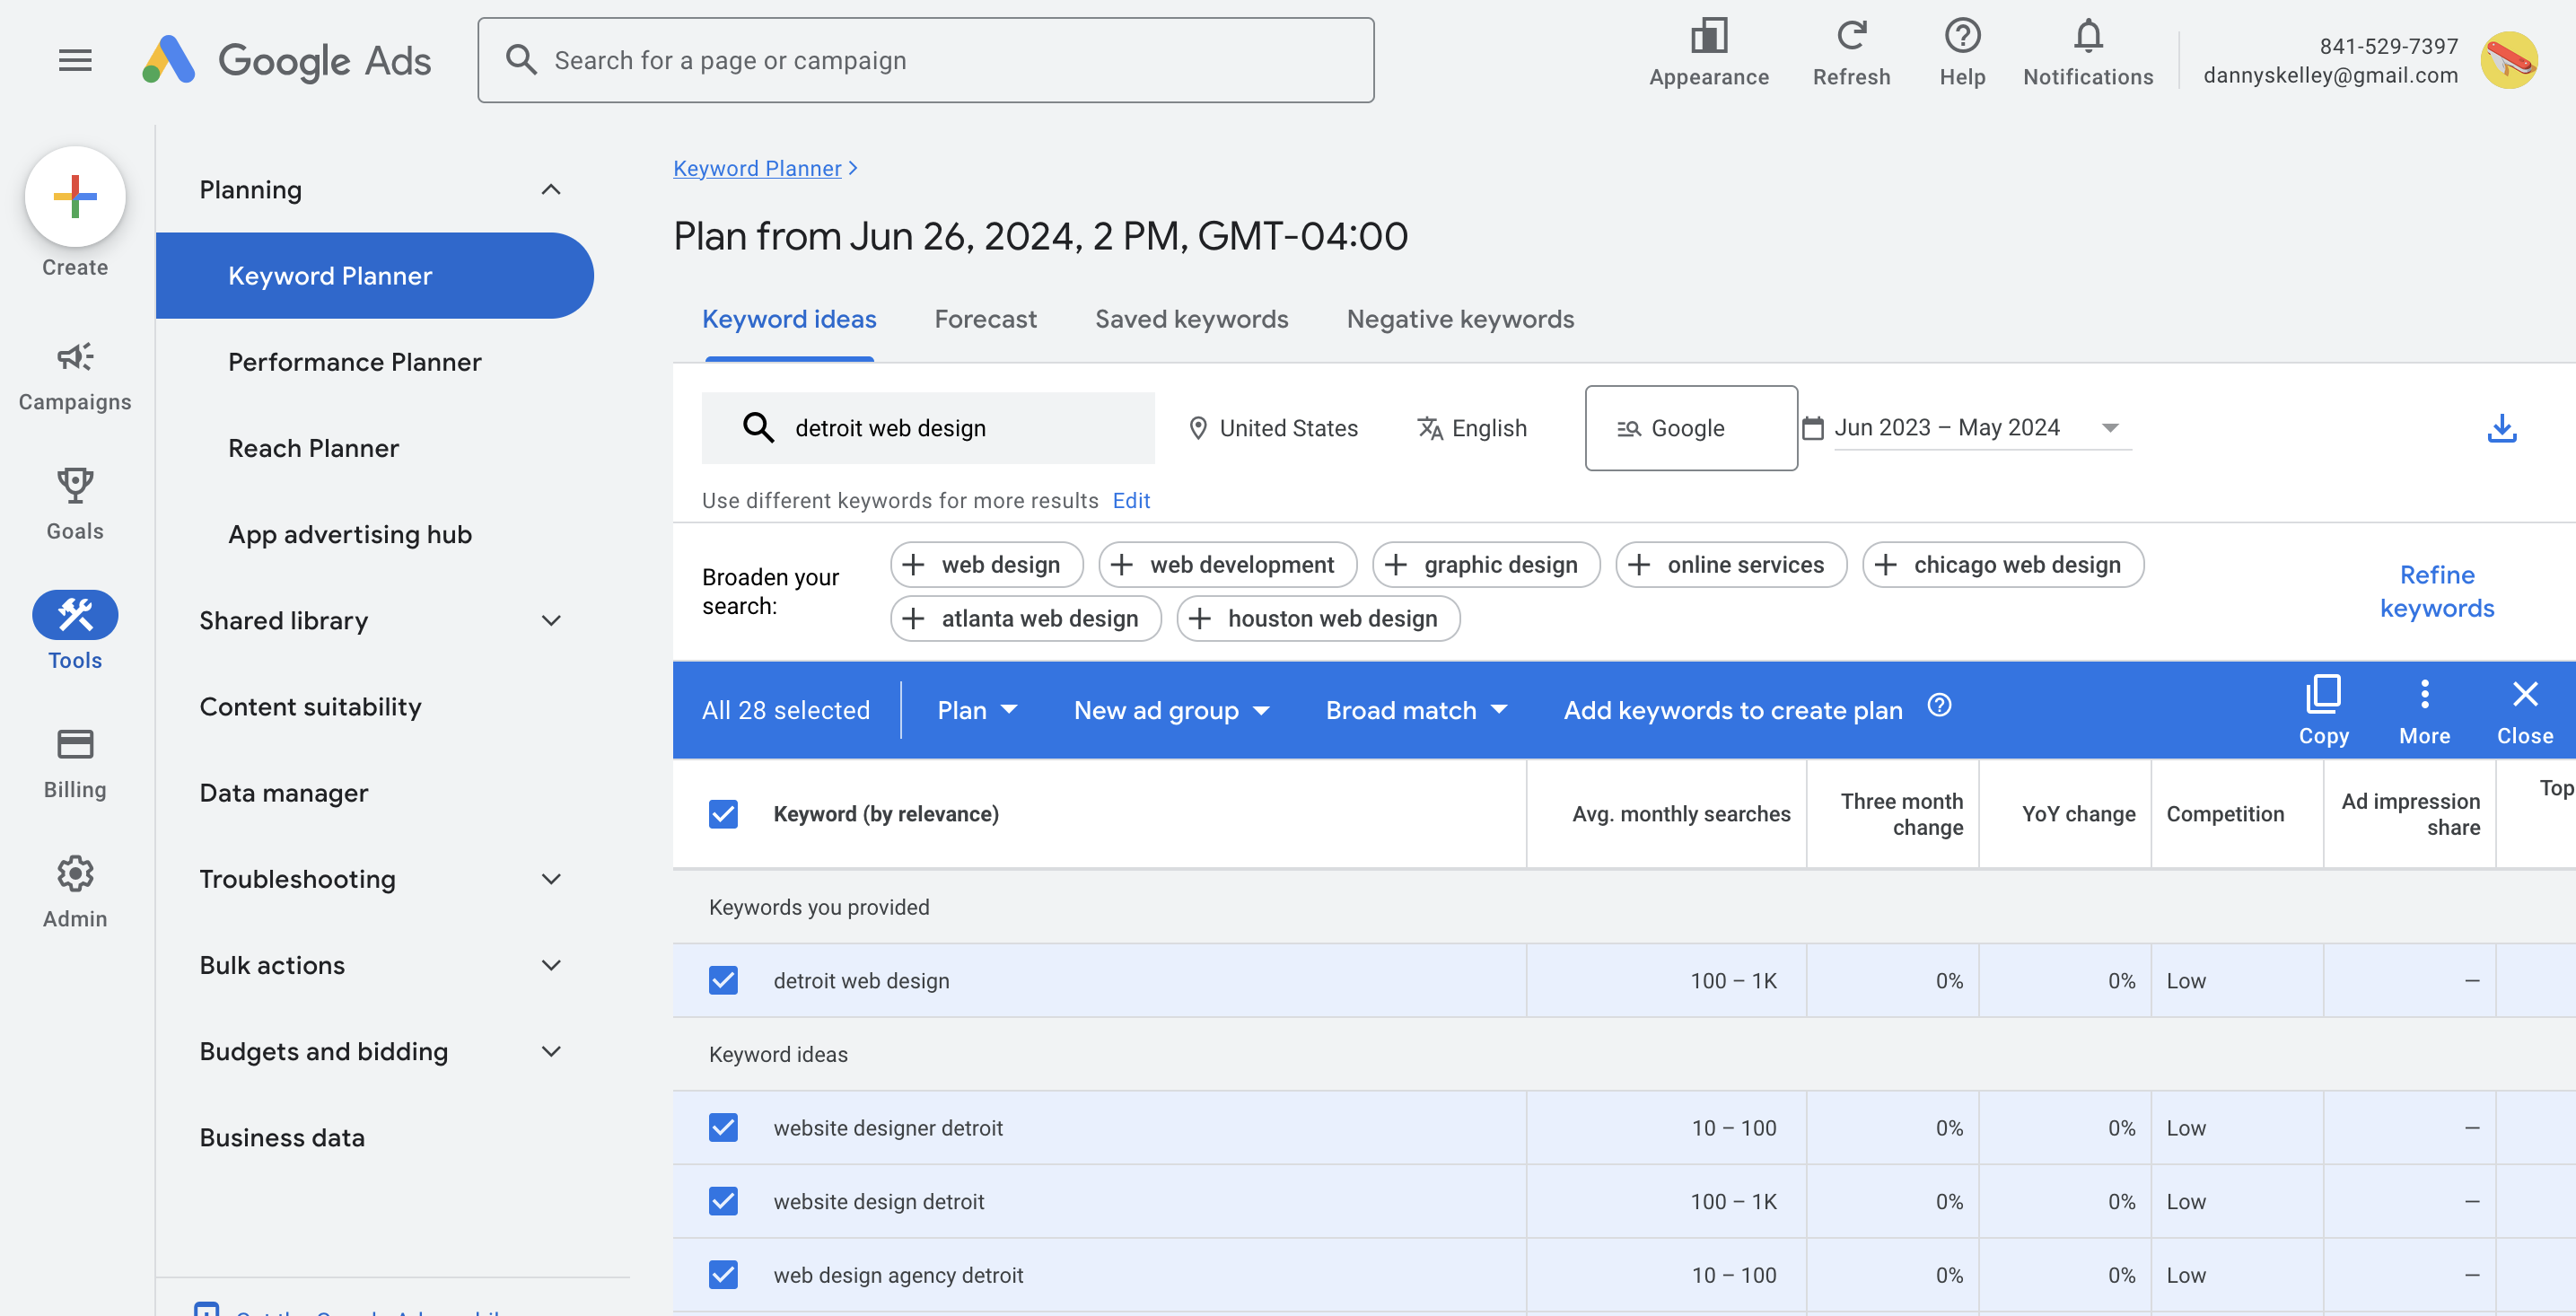 Google Ads
Search for a page or campaign
Appearance
Refresh
Help
Notifications
841-529-7397
dannyskelley@gmail.com
Create
Campaigns
Goals
Tools
Billing
Admin
Planning
Keyword Planner
Performance Planner
Reach Planner
App advertising hub
Shared library
Content suitability
Data manager
Troubleshooting
Bulk actions
Budgets and bidding
Business data
Keyword Planner
Plan from Jun 26, 2024, 2 PM, GMT-04:00
Keyword ideas
Forecast
Saved keywords
Negative keywords
detroit web design
United States
English
Google
Jun 2023 – May 2024
Use different keywords for more results Edit
Broaden your
search:
web design
web development
graphic design
online services
chicago web design
atlanta web design
houston web design
Refine
keywords
All 28 selected
Plan
New ad group
Broad match
Add keywords to create plan
Copy
More
Close
Keyword (by relevance)
Avg. monthly searches
Three month
change
YoY change
Competition
Ad impression
share
Top
Keywords you provided
detroit web design 100 – 1K 0% 0% Low —
Keyword ideas
website designer detroit 10 – 100 0% 0% Low —
website design detroit 100 – 1K 0% 0% Low —
web design agency detroit 10 – 100 0% 0% Low —